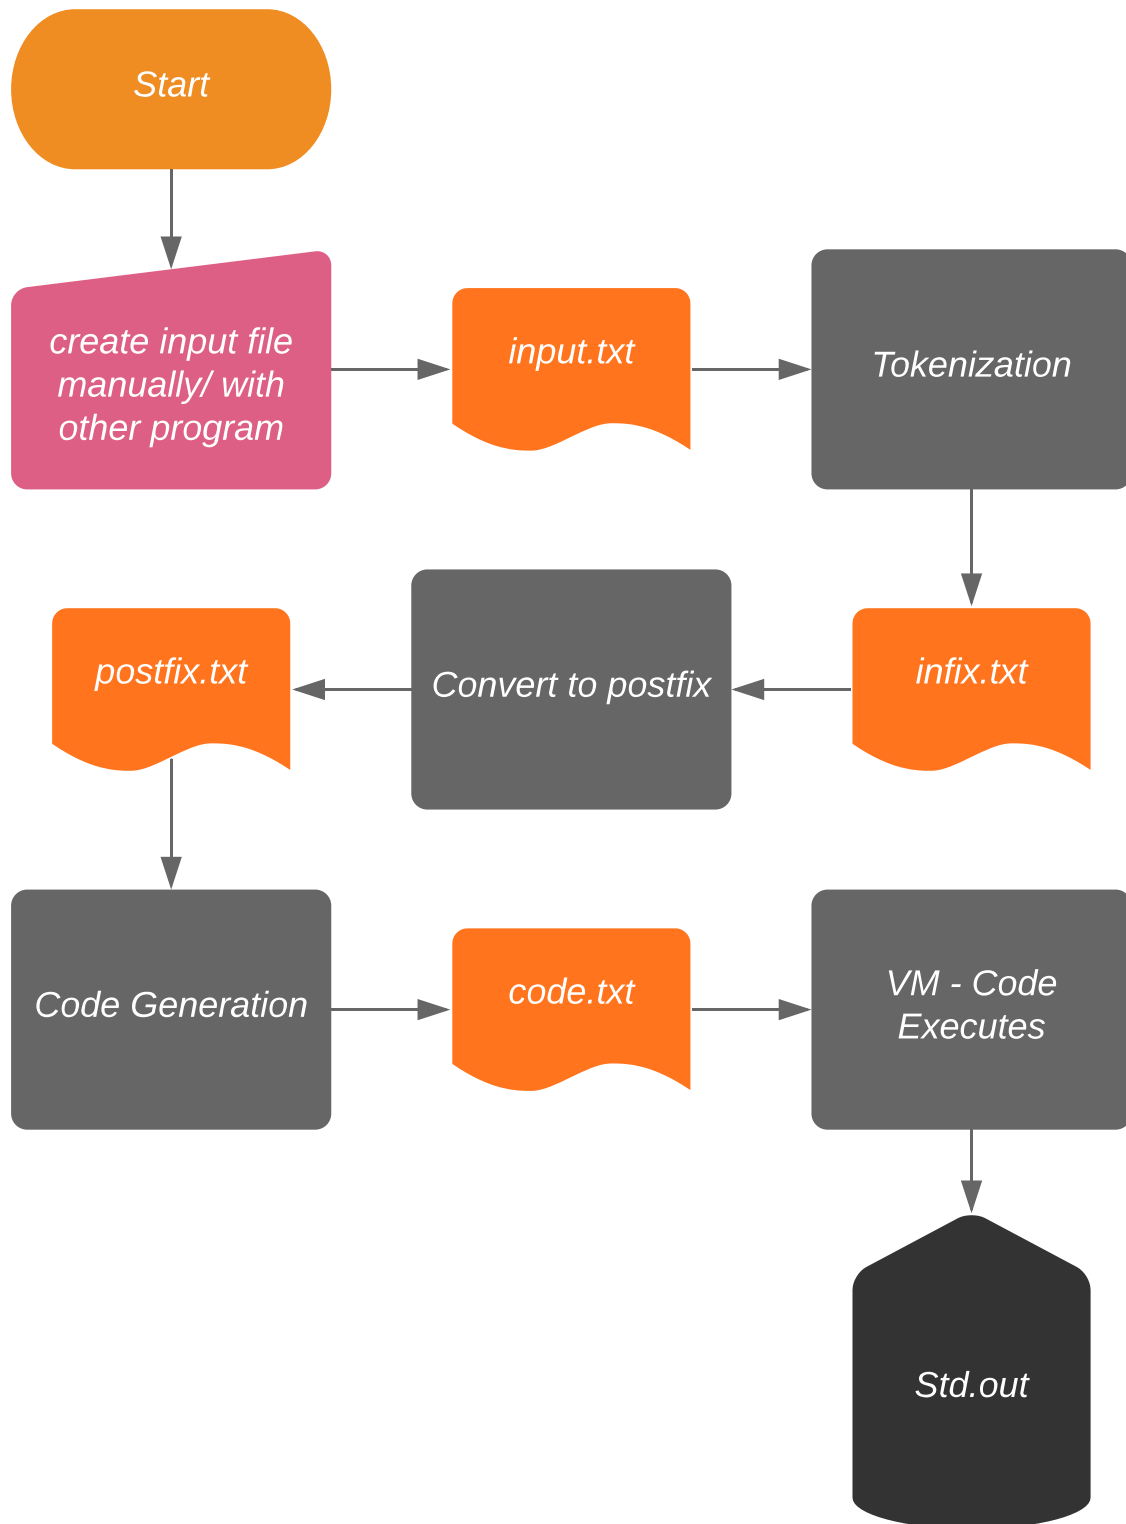 Start
create input file
manually/ with
other program
input.txt
Tokenization
infix.txt
Convert to postfix
postfix.txt
Code Generation
code.txt
VM - Code
Executes
Std.out